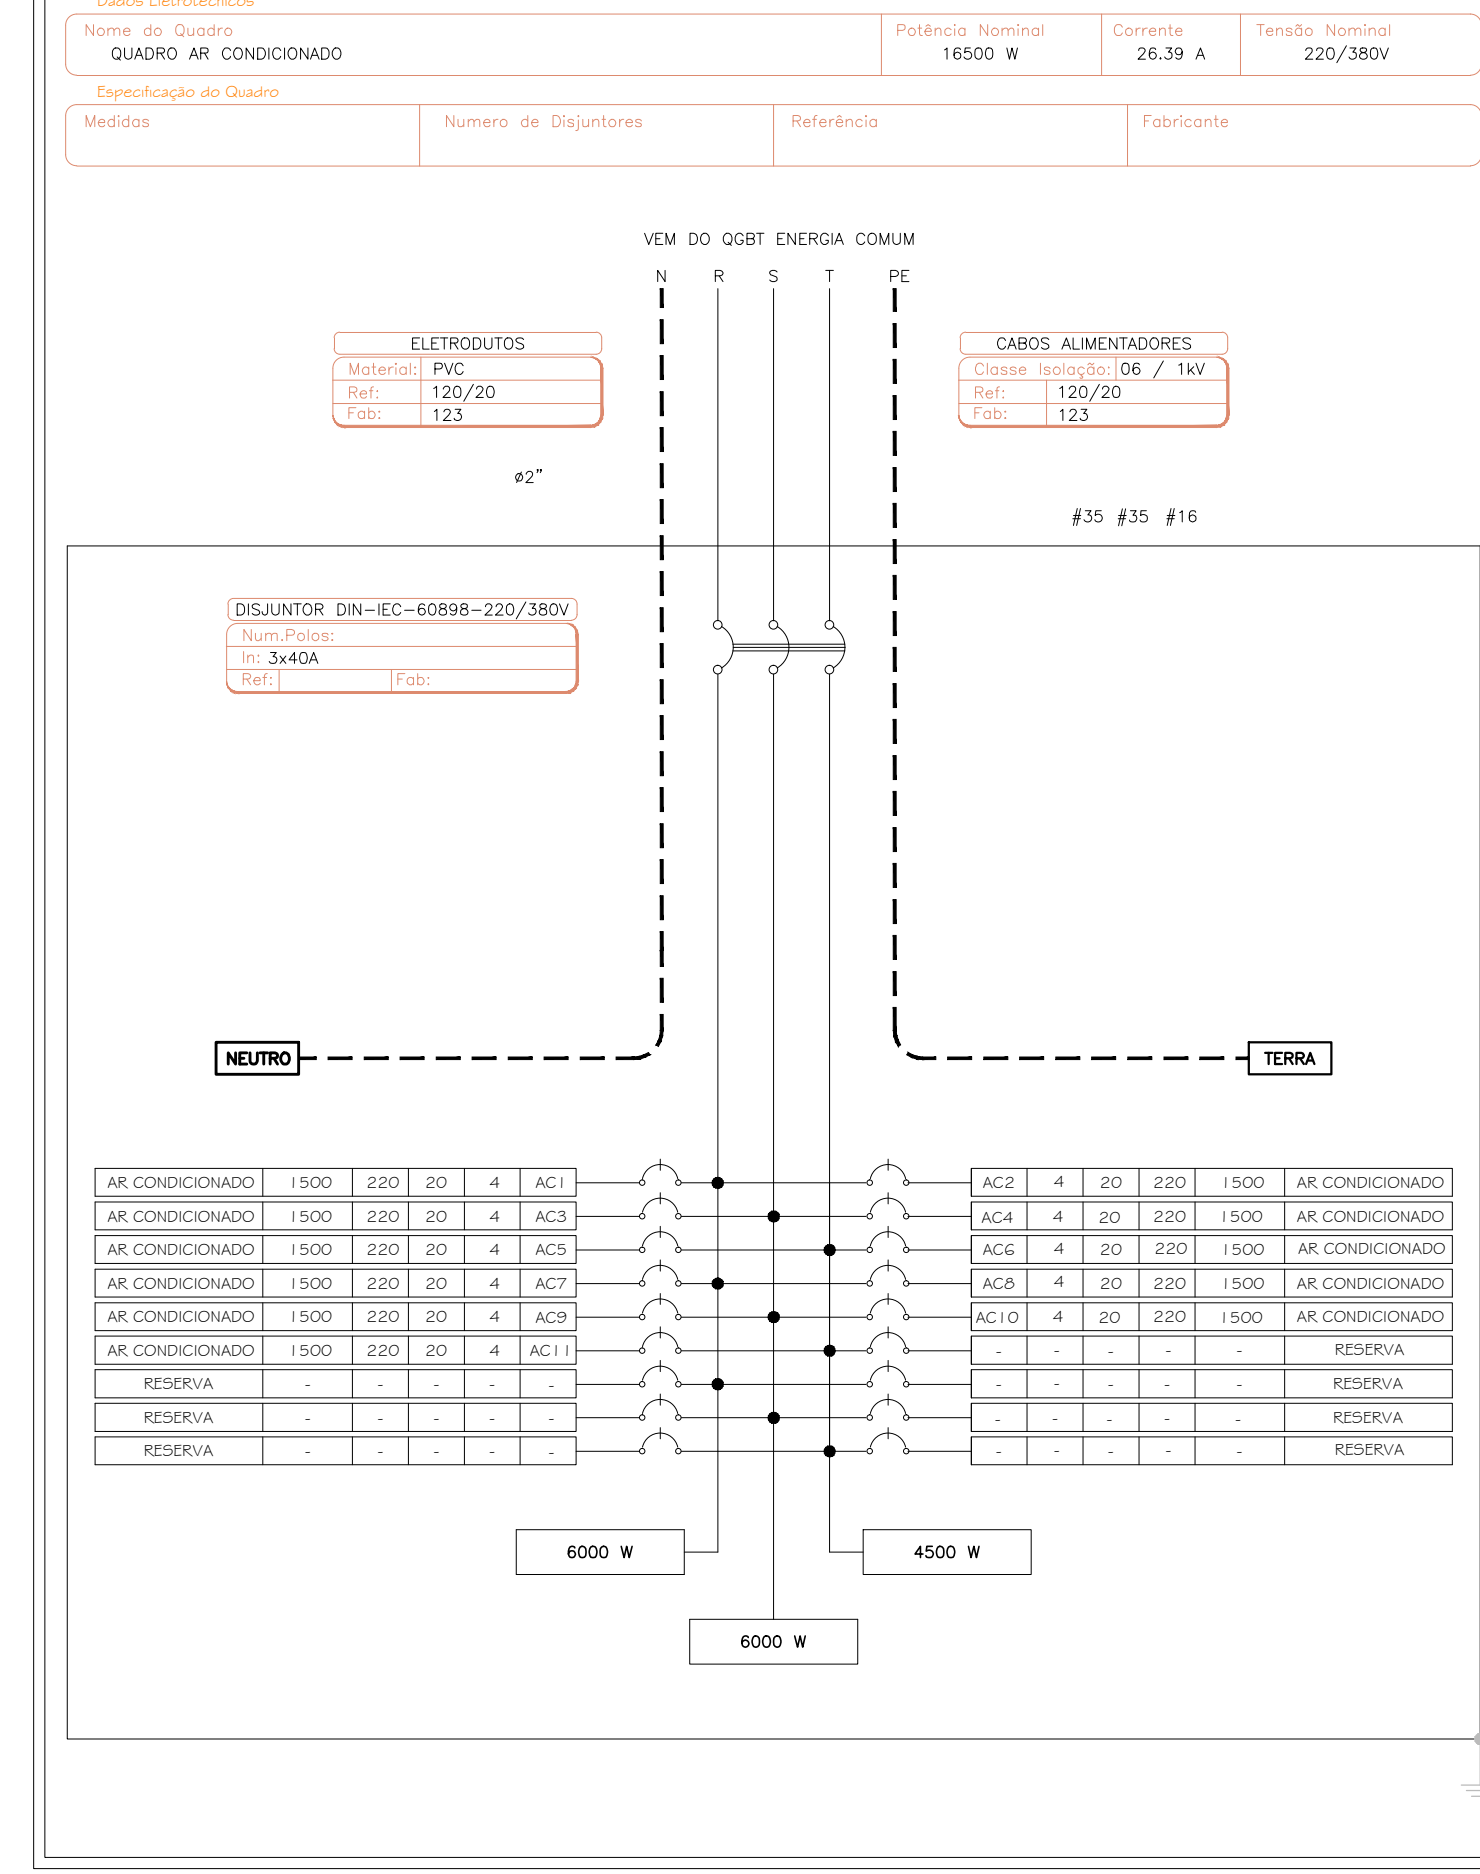 Dados Eletrotécnicos
Nome do Quadro Potência Nominal Corrente Tensão Nominal
QUADRO AR CONDICIONADO 16500 W 26.39 A 220/380V
Especificação do Quadro
Medidas Numero de Disjuntores Referência Fabricante
VEM DO QGBT ENERGIA COMUM
N R S T PE
ELETRODUTOS
Material: PVC
Ref: 120/20
Fab: 123
CABOS ALIMENTADORES
Classe Isolação: 06 / 1kV
Ref: 120/20
Fab: 123
ø2"
#35 #35 #16
DISJUNTOR DIN-IEC-60898-220/380V
Num.Polos:
In: 3x40A
Ref: Fab:
NEUTRO TERRA
AR CONDICIONADO 1500 220 20 4 AC1 AC2 4 20 220 1500 AR CONDICIONADO
AR CONDICIONADO 1500 220 20 4 AC3 AC4 4 20 220 1500 AR CONDICIONADO
AR CONDICIONADO 1500 220 20 4 AC5 AC6 4 20 220 1500 AR CONDICIONADO
AR CONDICIONADO 1500 220 20 4 AC7 AC8 4 20 220 1500 AR CONDICIONADO
AR CONDICIONADO 1500 220 20 4 AC9 AC10 4 20 220 1500 AR CONDICIONADO
AR CONDICIONADO 1500 220 20 4 AC11 - - - - - RESERVA
RESERVA - - - - - - - - - - RESERVA
RESERVA - - - - - - - - - - RESERVA
RESERVA - - - - - - - - - - RESERVA
6000 W 4500 W
6000 W